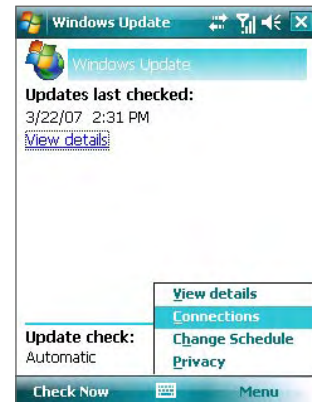 Windows Update
Windows Update
Updates last checked:
3/22/07 2:31 PM
View details
View details
Connections
Change Schedule
Privacy
Update check:
Automatic
Check Now
Menu